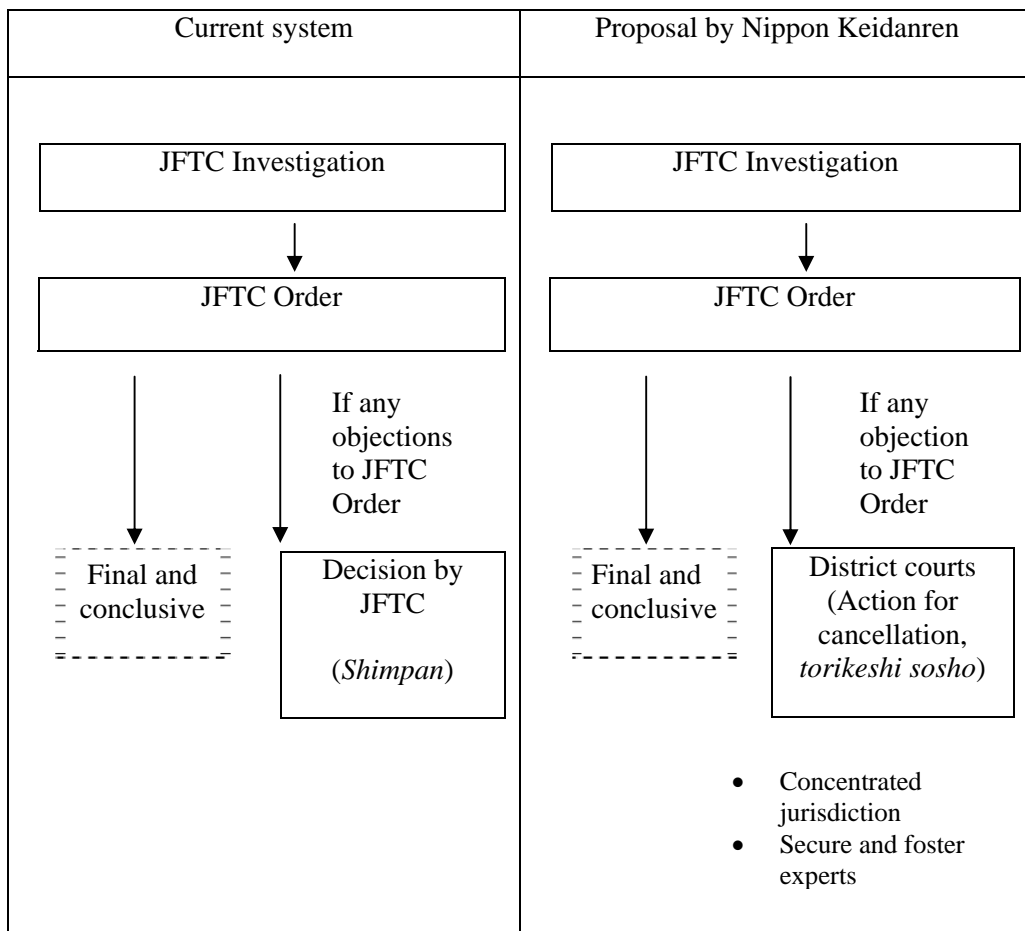 Current system
JFTC Investigation
JFTC Order
If any
objections
to JFTC
Order
Final and
conclusive
Decision by
JFTC
(Shimpan)
Proposal by Nippon Keidanren
JFTC Investigation
JFTC Order
If any
objection
to JFTC
Order
Final and
conclusive
District courts
(Action for
cancellation,
torikeshi sosho)
• Concentrated
jurisdiction
• Secure and foster
experts